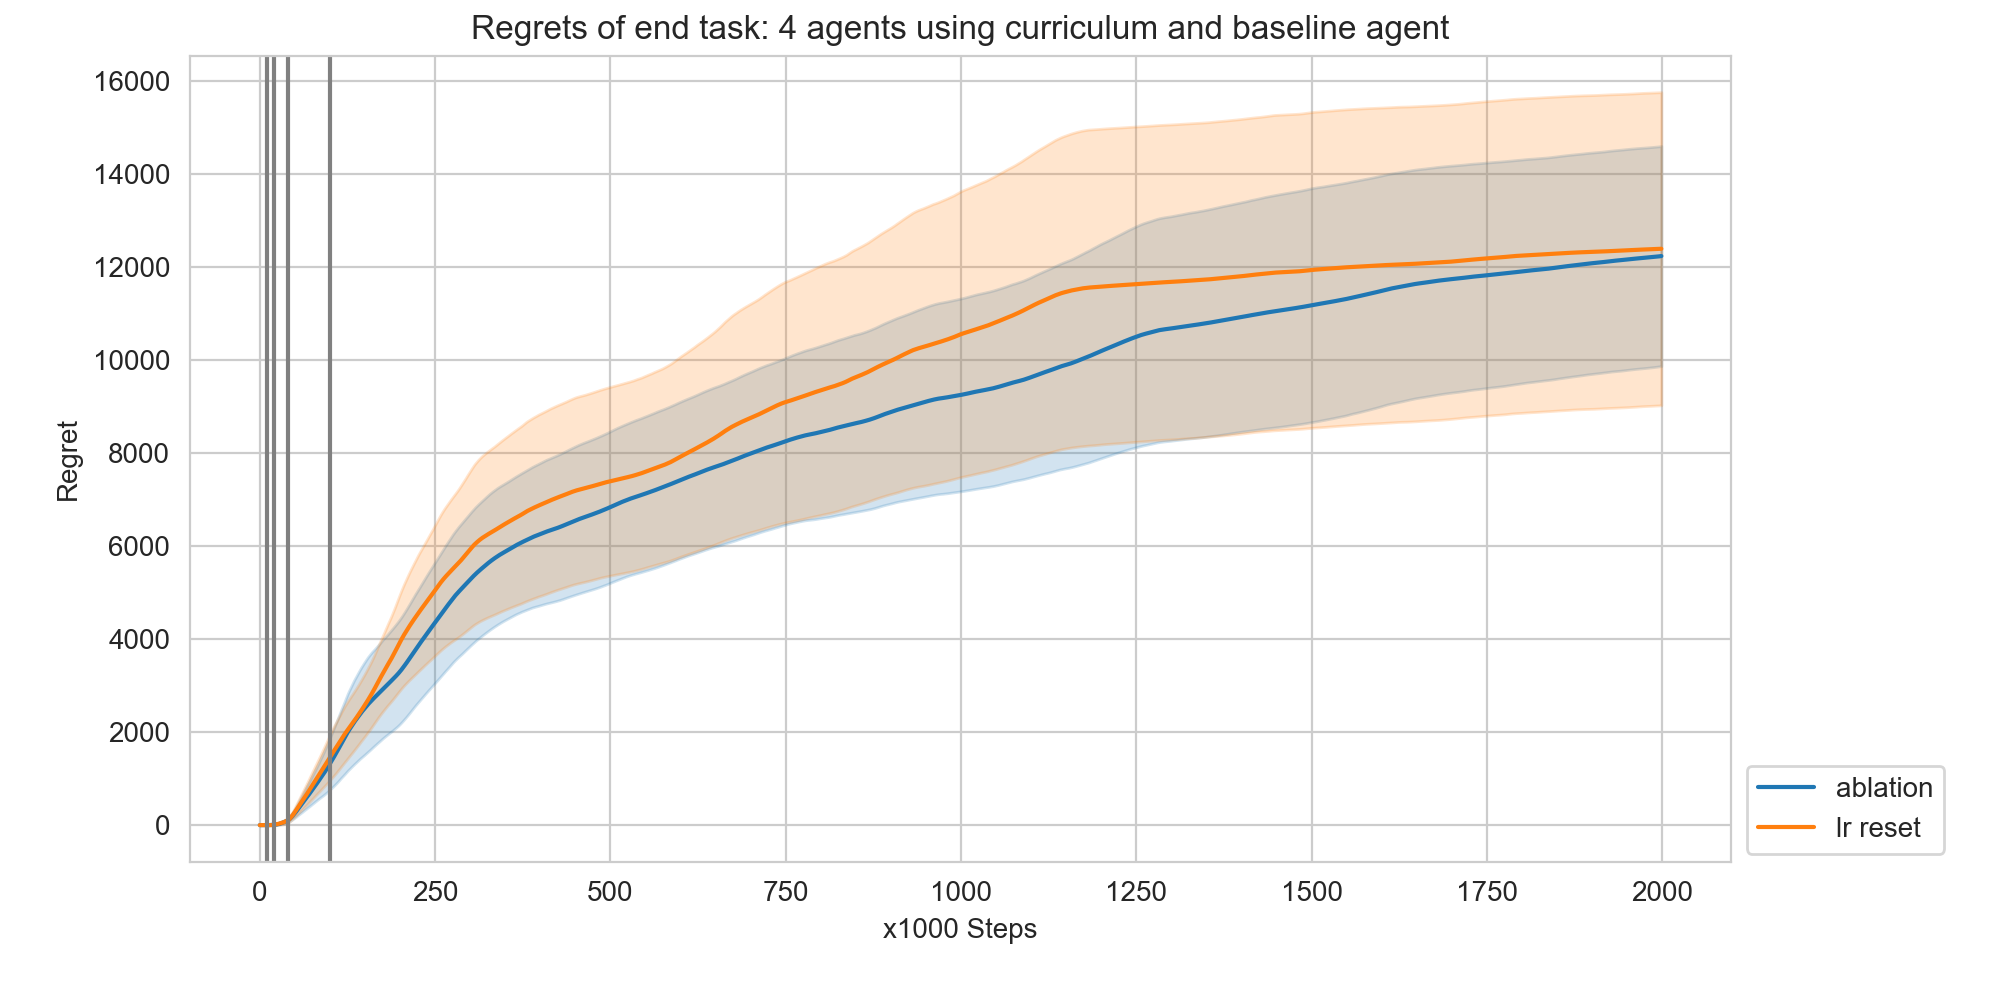 Regrets of end task: 4 agents using curriculum and baseline agent
16000
14000
12000
10000
8000
6000
4000
2000
0
Regret
0 250 500 750 1000 1250 1500 1750 2000
x1000 Steps
ablation
lr reset